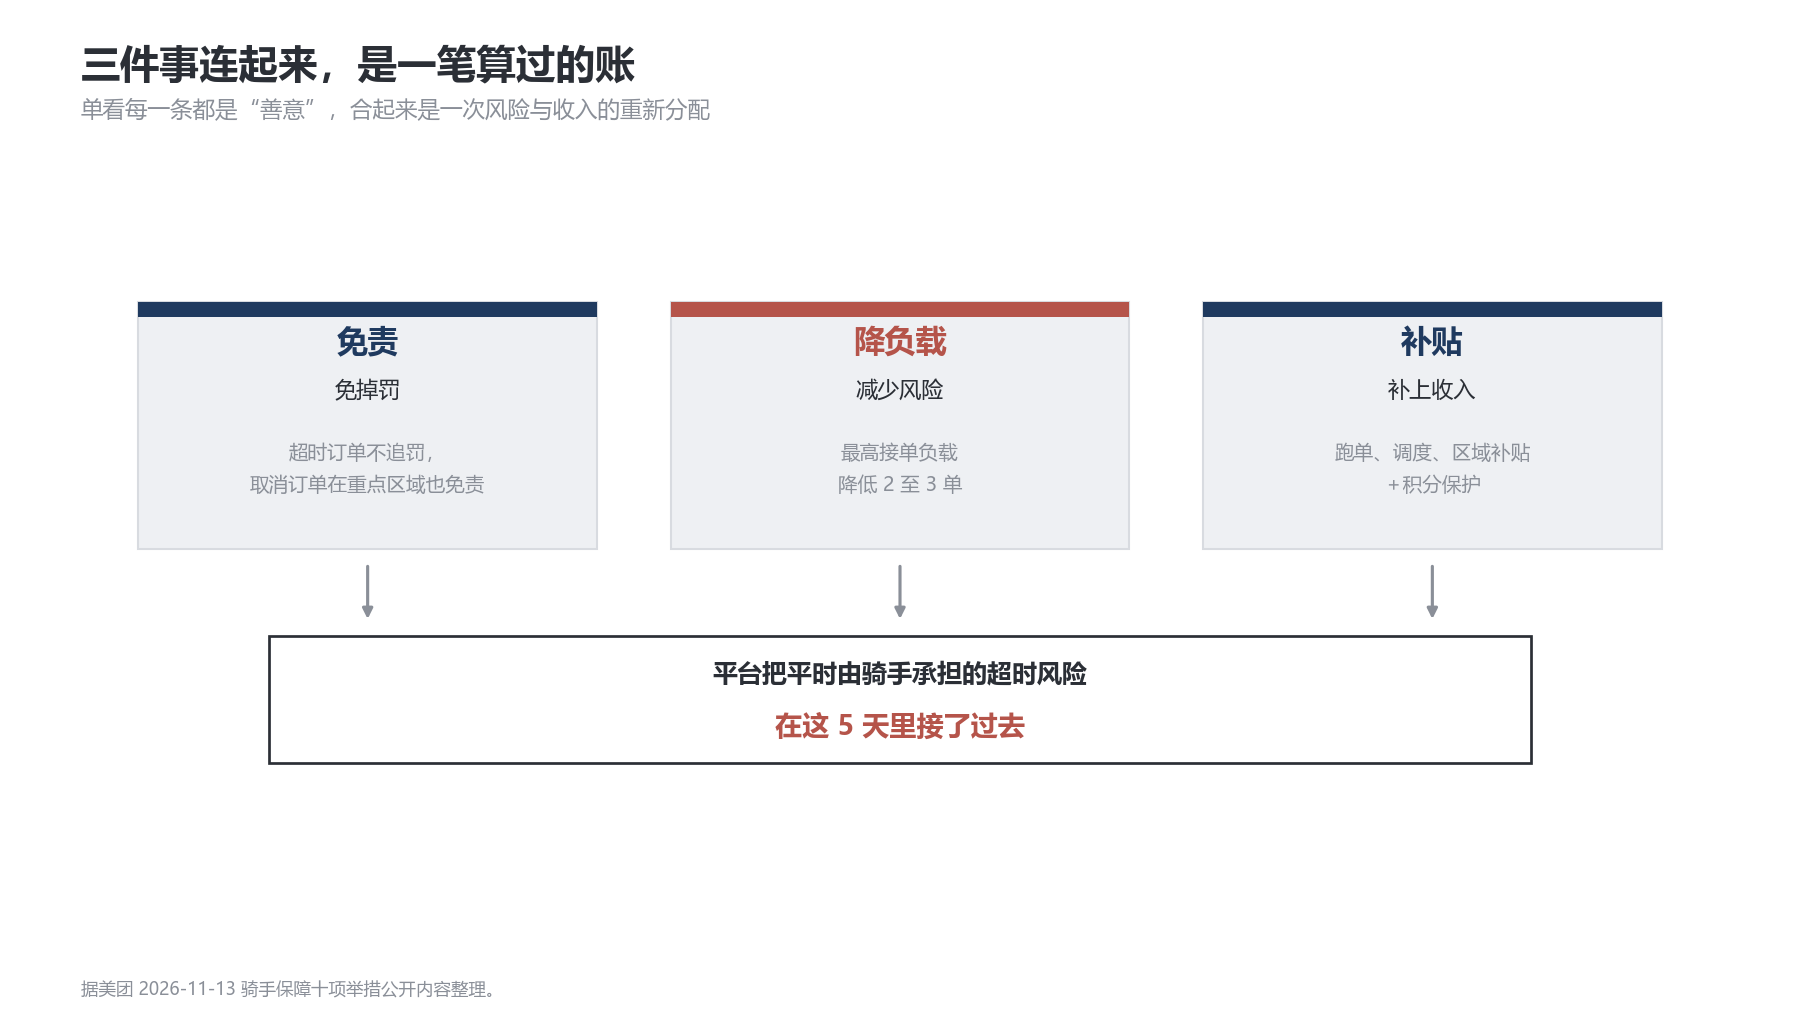 三件事连起来，是一笔算过的账
单看每一条都是“善意”，合起来是一次风险与收入的重新分配
免责
免掉罚
超时订单不追罚，
取消订单在重点区域也免责
降负载
减少风险
最高接单负载
降低 2 至 3 单
补贴
补上收入
跑单、调度、区域补贴
+积分保护
平台把平时由骑手承担的超时风险
在这 5 天里接了过去
据美团 2026-11-13 骑手保障十项举措公开内容整理。